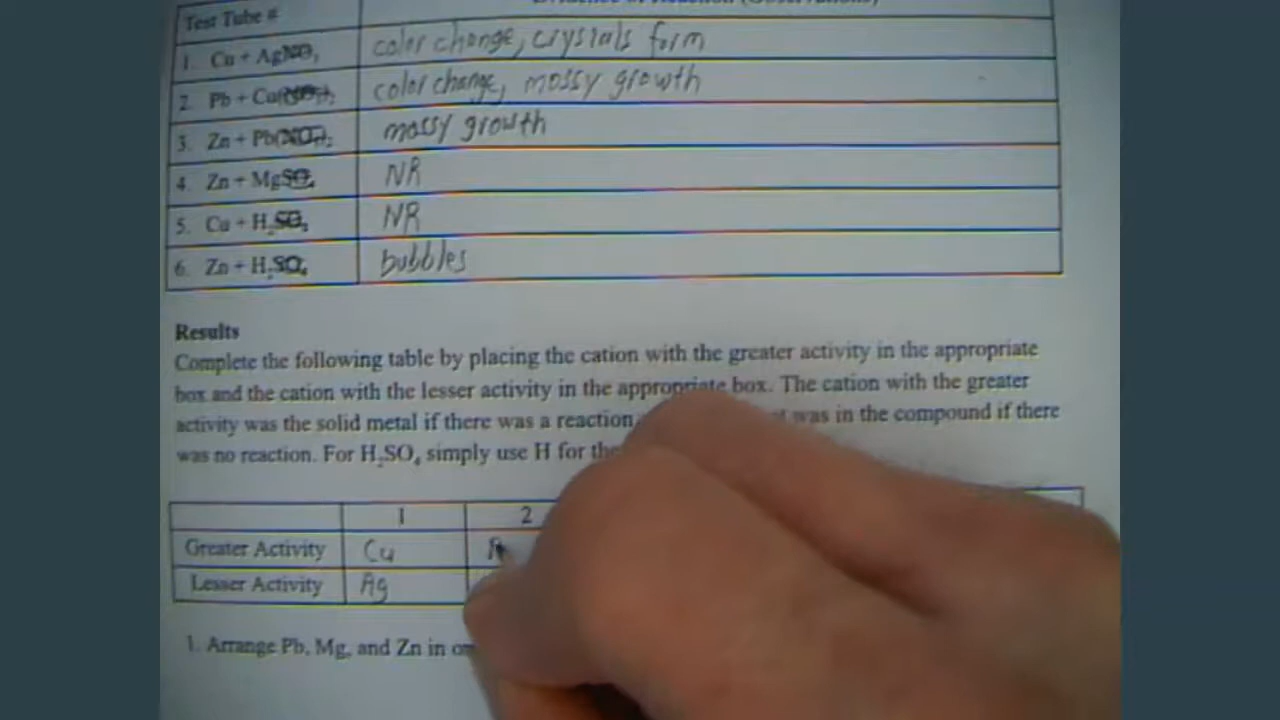 Test Tube #
1. Cu + AgNO₃ color change, crystals form
2. Pb + Cu(NO₃)₂ color change, mossy growth
3. Zn + Pb(NO₃)₂ mossy growth
4. Zn + MgSO₄ NR
5. Cu + H₂SO₄ NR
6. Zn + H₂SO₄ bubbles
Results
Complete the following table by placing the cation with the greater activity in the appropriate
box and the cation with the lesser activity in the appropriate box. The cation with the greater
activity was the solid metal if there was a reaction was in the compound if there
was no reaction. For H₂SO₄ simply use H for the
1 2
Greater Activity Cu
Lesser Activity Ag
1. Arrange Pb, Mg, and Zn in